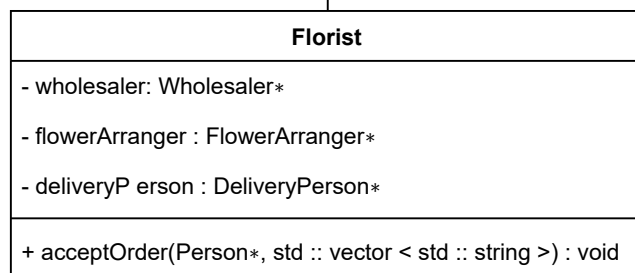 Florist
- wholesaler: Wholesaler*
- flowerArranger : FlowerArranger*
- deliveryP erson : DeliveryPerson*
+ acceptOrder(Person*, std :: vector < std :: string >) : void